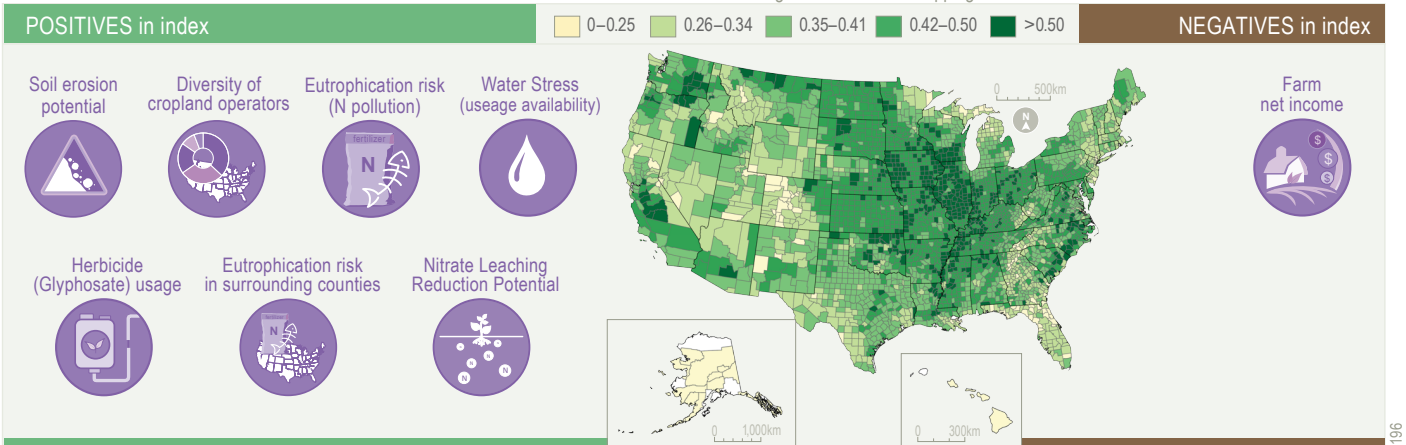 POSITIVES in index
0–0.25
0.26–0.34
0.35–0.41
0.42–0.50
>0.50
NEGATIVES in index
Soil erosion
potential
Diversity of
cropland operators
Eutrophication risk
(N pollution)
Water Stress
(useage availability)
fertilizer
N
Herbicide
(Glyphosate) usage
Eutrophication risk
in surrounding counties
Nitrate Leaching
Reduction Potential
fertilizer
N
N
N
N
N
N
0
500km
N
0
1,000km
0
300km
Farm
net income
$
$
$
196